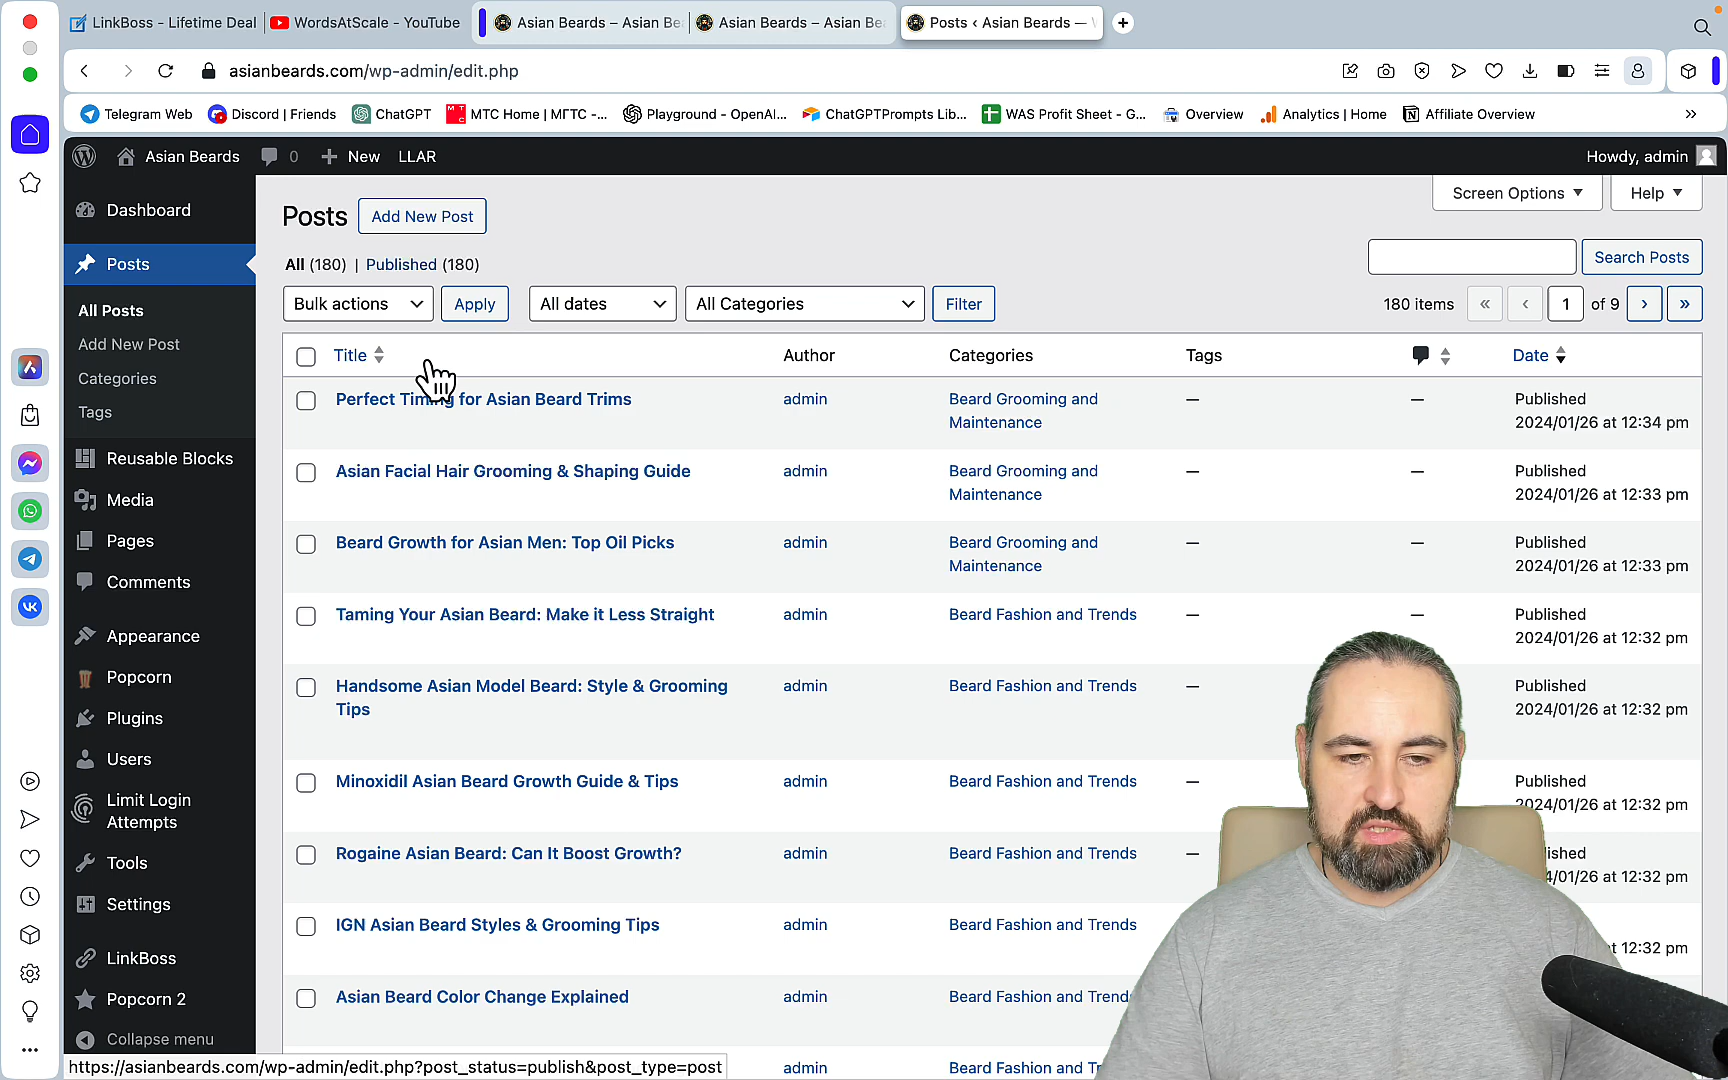 LinkBoss - Lifetime Deal
WordsAtScale - YouTube
Asian Beards – Asian Be
Asian Beards – Asian Be
Posts ‹ Asian Beards —
asianbeards.com/wp-admin/edit.php
Telegram Web
Discord | Friends
ChatGPT
МТС Home | МГТС -...
Playground - OpenAI...
ChatGPTPrompts Lib...
WAS Profit Sheet - G...
Overview
Analytics | Home
Affiliate Overview
Asian Beards 0 New LLAR
Howdy, admin
Screen Options
Help
Dashboard
Posts
All Posts
Add New Post
Categories
Tags
Reusable Blocks
Media
Pages
Comments
Appearance
Popcorn
Plugins
Users
Limit Login
Attempts
Tools
Settings
LinkBoss
Popcorn 2
Collapse menu
Posts Add New Post
All (180) | Published (180)
Search Posts
Bulk actions Apply All dates All Categories Filter
180 items « ‹ 1 of 9 › »
Title Author Categories Tags Date
Perfect Timing for Asian Beard Trims admin Beard Grooming and — — Published
Maintenance 2024/01/26 at 12:34 pm
Asian Facial Hair Grooming & Shaping Guide admin Beard Grooming and — — Published
Maintenance 2024/01/26 at 12:33 pm
Beard Growth for Asian Men: Top Oil Picks admin Beard Grooming and — — Published
Maintenance 2024/01/26 at 12:33 pm
Taming Your Asian Beard: Make it Less Straight admin Beard Fashion and Trends — — Published
2024/01/26 at 12:32 pm
Handsome Asian Model Beard: Style & Grooming admin Beard Fashion and Trends — Published
Tips 2024/01/26 at 12:32 pm
Minoxidil Asian Beard Growth Guide & Tips admin Beard Fashion and Trends — Published
2024/01/26 at 12:32 pm
Rogaine Asian Beard: Can It Boost Growth? admin Beard Fashion and Trends — lished
/01/26 at 12:32 pm
IGN Asian Beard Styles & Grooming Tips admin Beard Fashion and Trends
at 12:32 pm
Asian Beard Color Change Explained admin Beard Fashion and Trend
admin Beard Fashion and Tr
https://asianbeards.com/wp-admin/edit.php?post_status=publish&post_type=post